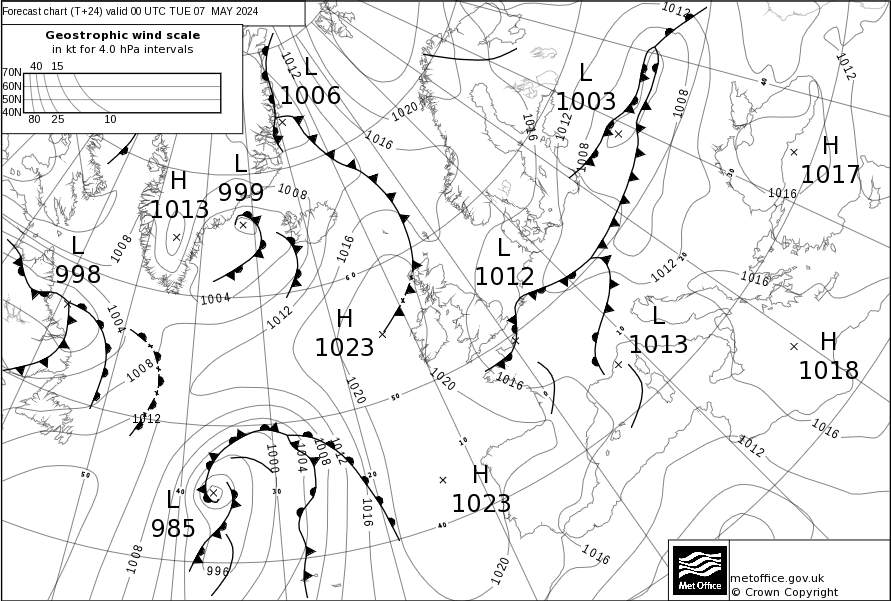 Forecast chart (T+24) valid 00 UTC TUE 07 MAY 2024
Geostrophic wind scale
in kt for 4.0 hPa intervals
40 15
70N
60N
50N
40N
80 25 10
1012
1012
1012
L
1006
1020
1016
L
1003
1012
1016
1008
1008
40
H
1017
1016
30
L
999
H
1013
1008
1008
L
998
1016
60
L
1012
1012
20
1016
1004
1004
1012
H
1023
L
1013
10
H
1018
1008
1020
1020
1016
50
0
1012
1016
1012
10
1012
1008
1004
1000
50
40
30
20
L
985
H
1023
1016
40
1008
996
1020
1016
Met Office
metoffice.gov.uk
© Crown Copyright